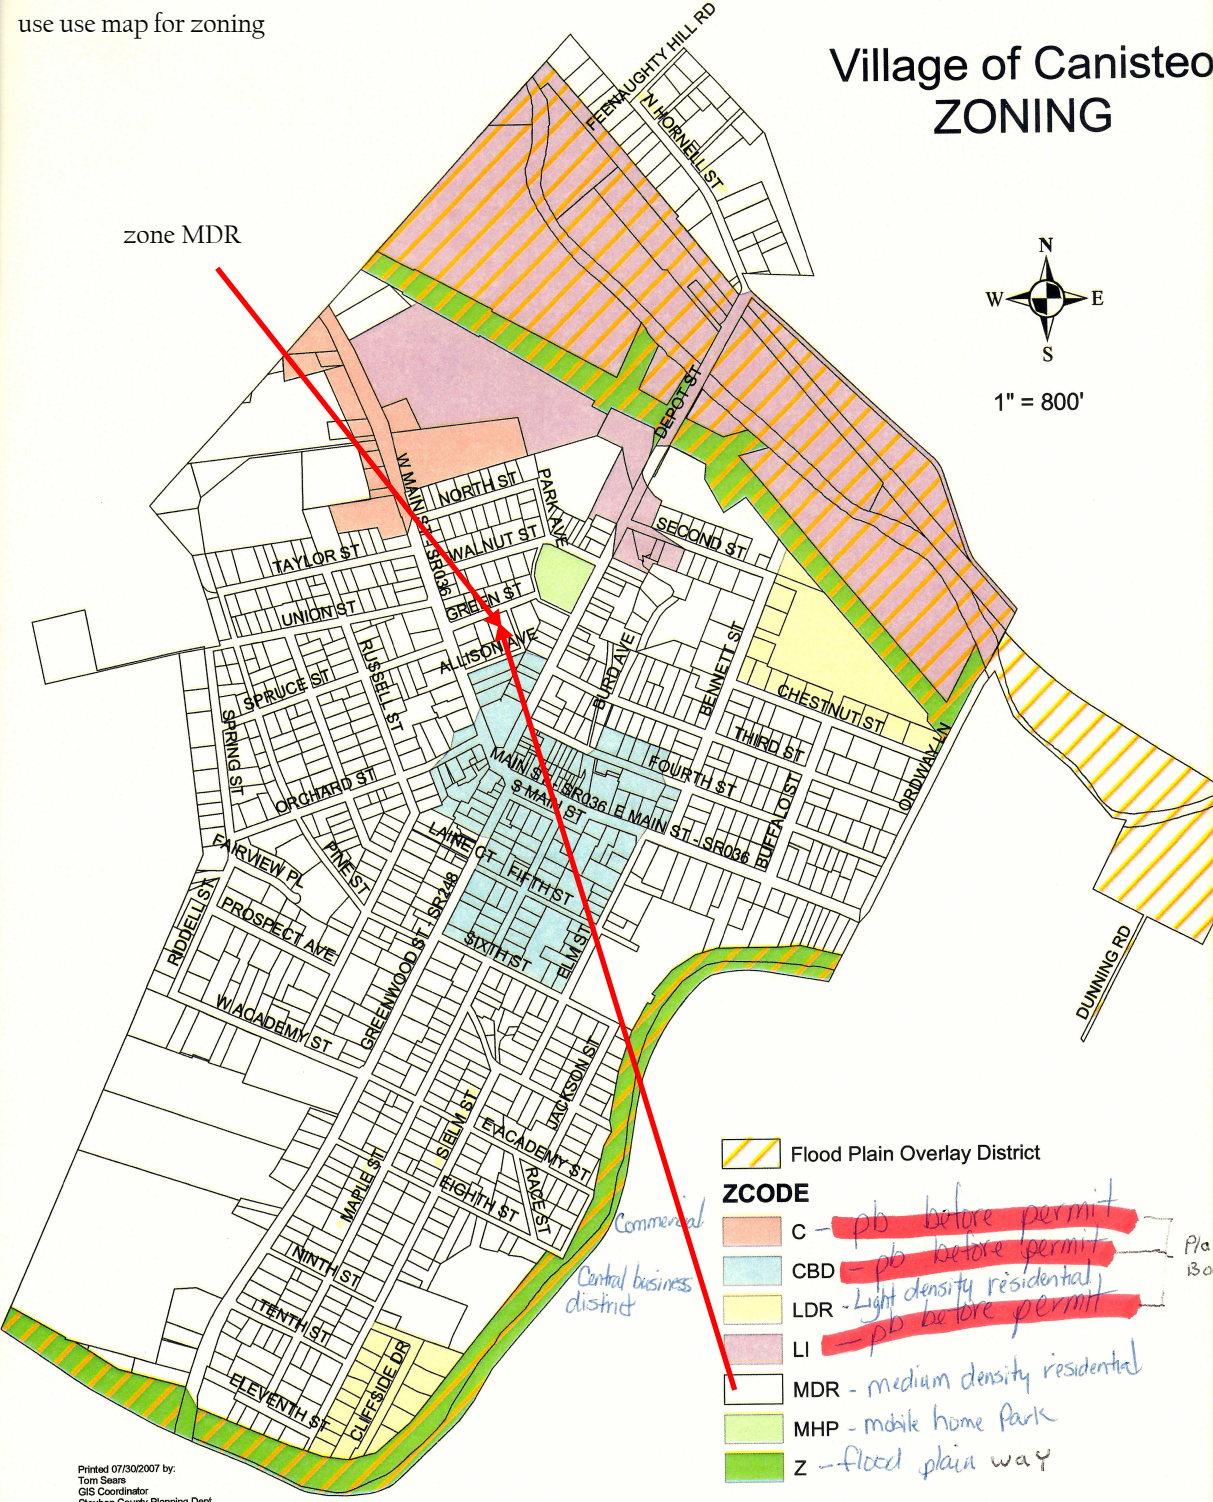 use use map for zoning
Village of Canisteo
ZONING
zone MDR
N
W
E
S
1" = 800'
FEENAUGHTY HILL RD
N HORNELL ST
DEPOT ST
W MAIN ST - SR036
NORTH ST
PARK AVE
WALNUT ST
SECOND ST
TAYLOR ST
GREEN ST
UNION ST
ALLISON AVE
RUSSELL ST
BURD AVE
BENNETT ST
SPRUCE ST
CHESTNUT ST
SPRING ST
THIRD ST
ORDWAY LN
ORCHARD ST
MAIN ST - SR036
FOURTH ST
S MAIN ST
E MAIN ST - SR036
BUFFALO ST
LAINE CT
FAIRVIEW PL
PINE ST
FIFTH ST
RIDDELL ST
PROSPECT AVE
GREENWOOD ST - SR248
SIXTH ST
ELM ST
DUNNING RD
W ACADEMY ST
JACKSON ST
S ELM ST
E ACADEMY ST
MAPLE ST
EIGHTH ST
RACE ST
NINTH ST
TENTH ST
CLIFFSIDE DR
ELEVENTH ST
Flood Plain Overlay District
ZCODE
Commercial
C - pb before permit
Central business
district
CBD - pb before permit
LDR - Light density residential
LI - pb before permit
Pla
Bo
MDR - medium density residential
MHP - mobile home Park
Z - flood plain way
Printed 07/30/2007 by:
Tom Sears
GIS Coordinator
Steuben County Planning Dept